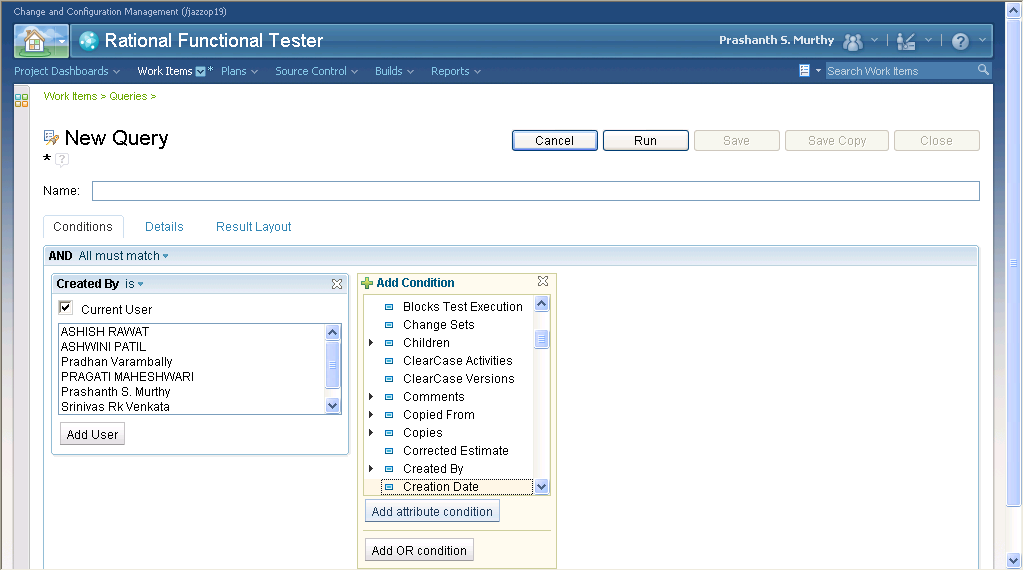 Change and Configuration Management (/jazzop19)
Rational Functional Tester
Prashanth S. Murthy
Project Dashboards Work Items * Plans Source Control Builds Reports
Search Work Items
Work Items > Queries >
New Query
* ?
Cancel Run Save Save Copy Close
Name:
Conditions Details Result Layout
AND All must match
Created By is
Current User
ASHISH RAWAT
ASHWINI PATIL
Pradhan Varambally
PRAGATI MAHESHWARI
Prashanth S. Murthy
Srinivas Rk Venkata
Add User
Add Condition
Blocks Test Execution
Change Sets
Children
ClearCase Activities
ClearCase Versions
Comments
Copied From
Copies
Corrected Estimate
Created By
Creation Date
Add attribute condition
Add OR condition